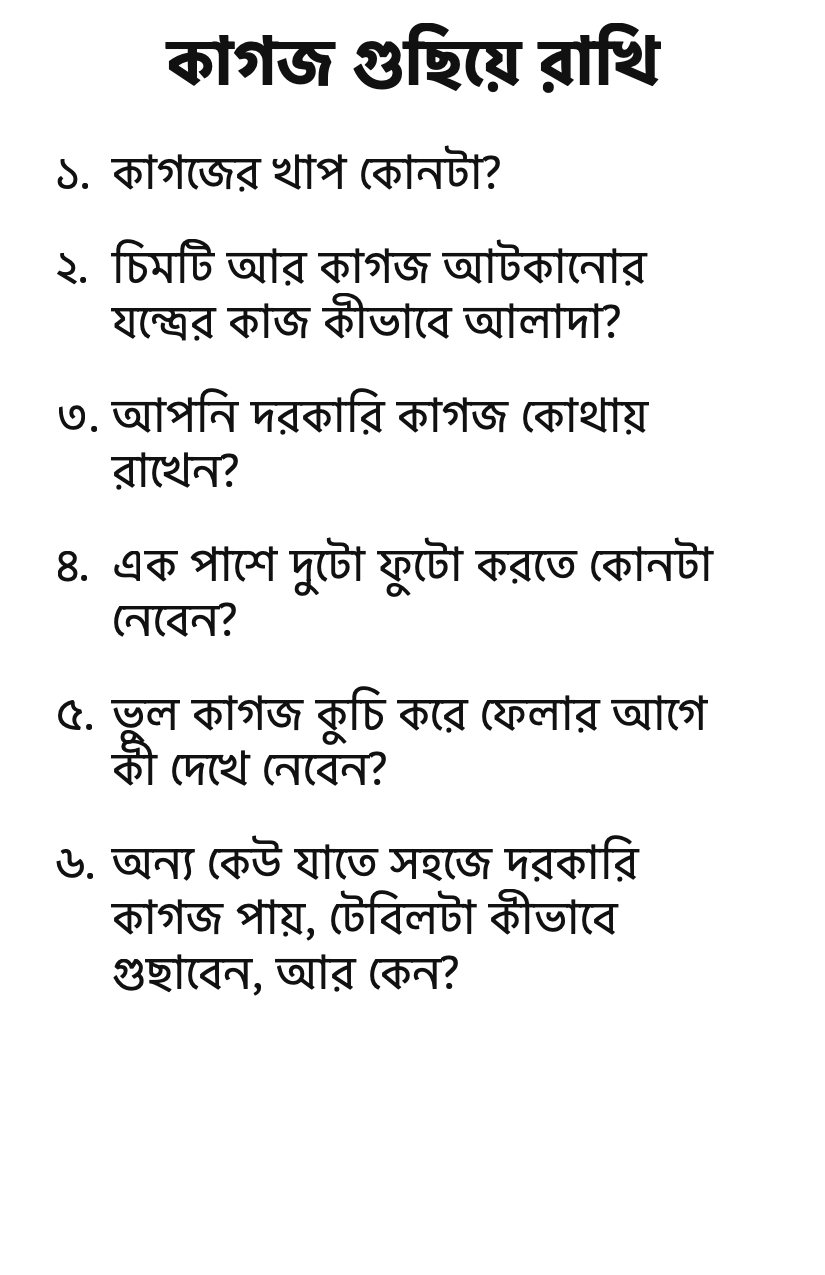 কাগজ গুছিয়ে রাখি
১. কাগজের খাপ কোনটা?
২. চিমটি আর কাগজ আটকানোর
যন্ত্রের কাজ কীভাবে আলাদা?
৩. আপনি দরকারি কাগজ কোথায়
রাখেন?
৪. এক পাশে দুটো ফুটো করতে কোনটা
নেবেন?
৫. ভুল কাগজ কুচি করে ফেলার আগে
কী দেখে নেবেন?
৬. অন্য কেউ যাতে সহজে দরকারি
কাগজ পায়, টেবিলটা কীভাবে
গুছাবেন, আর কেন?